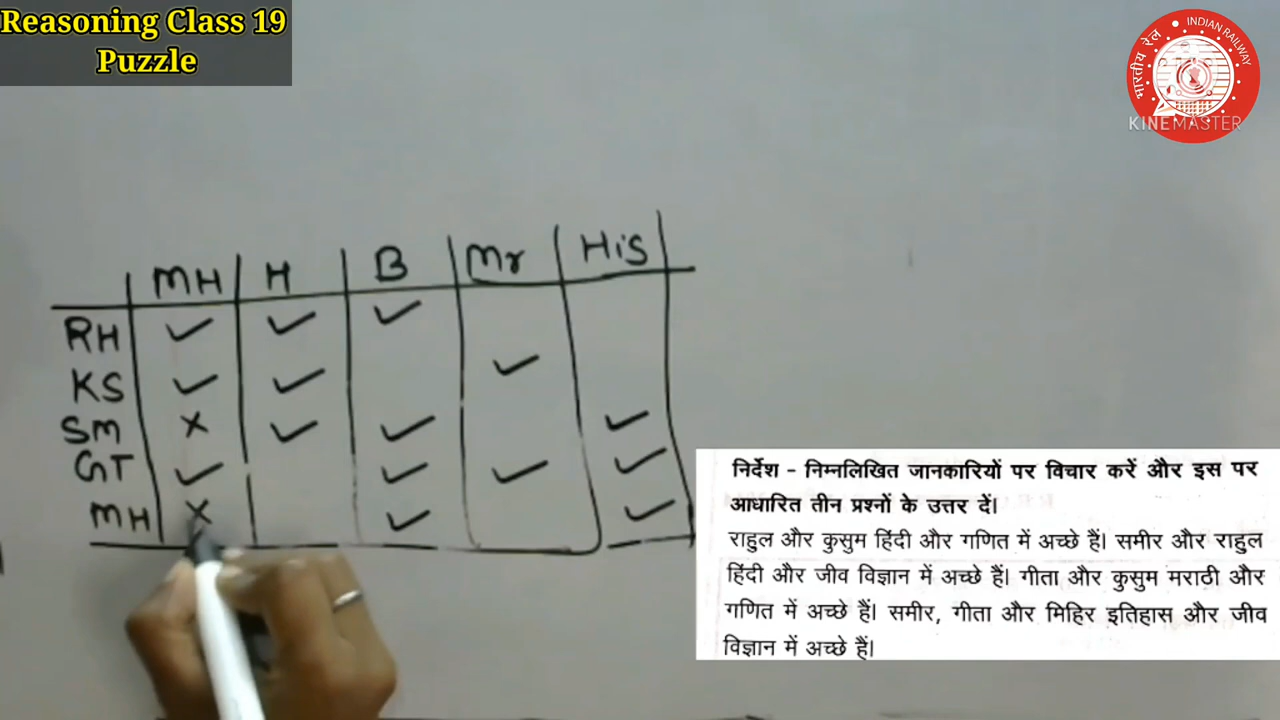 Reasoning Class 19
Puzzle
भारतीय रेल
INDIAN RAILWAY
KINEMASTER
MH H B Mr HiS
RH ✓ ✓ ✓
KS ✓ ✓ ✓
SM × ✓ ✓ ✓
GT ✓ ✓ ✓ ✓
MH × ✓ ✓
निर्देश - निम्नलिखित जानकारियों पर विचार करें और इस पर
आधारित तीन प्रश्नों के उत्तर दें।
राहुल और कुसुम हिंदी और गणित में अच्छे हैं। समीर और राहुल
हिंदी और जीव विज्ञान में अच्छे हैं। गीता और कुसुम मराठी और
गणित में अच्छे हैं। समीर, गीता और मिहिर इतिहास और जीव
विज्ञान में अच्छे हैं।